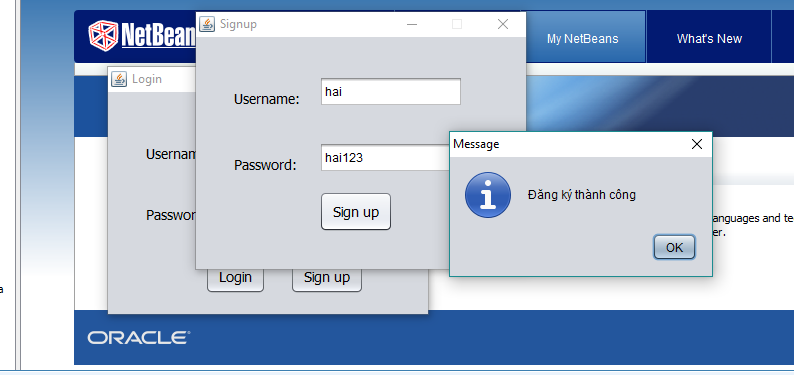 NetBean
Signup
My NetBeans
What's New
Login
Username:
hai
Usernam
Password:
hai123
Passwor
Sign up
Message
Đăng ký thành công
OK
anguages and te
er.
Login
Sign up
a
ORACLE